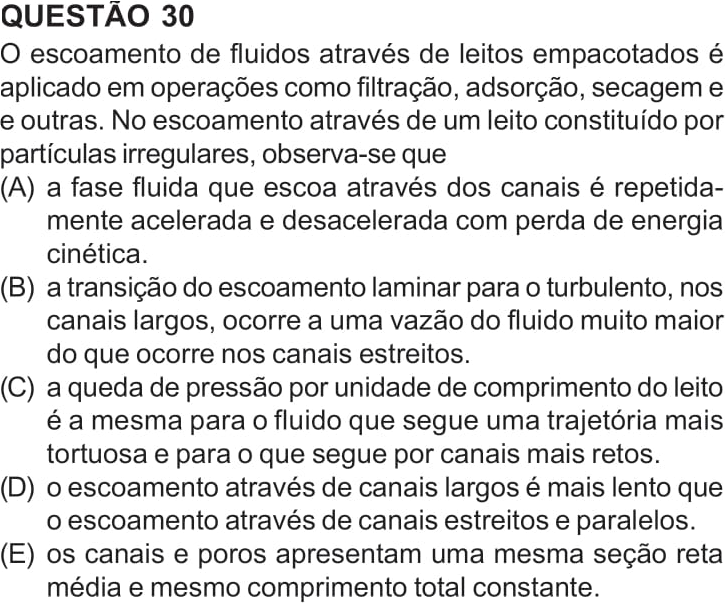 QUESTÃO 30
O escoamento de fluidos através de leitos empacotados é
aplicado em operações como filtração, adsorção, secagem e
e outras. No escoamento através de um leito constituído por
partículas irregulares, observa-se que
(A) a fase fluida que escoa através dos canais é repetida-
mente acelerada e desacelerada com perda de energia
cinética.
(B) a transição do escoamento laminar para o turbulento, nos
canais largos, ocorre a uma vazão do fluido muito maior
do que ocorre nos canais estreitos.
(C) a queda de pressão por unidade de comprimento do leito
é a mesma para o fluido que segue uma trajetória mais
tortuosa e para o que segue por canais mais retos.
(D) o escoamento através de canais largos é mais lento que
o escoamento através de canais estreitos e paralelos.
(E) os canais e poros apresentam uma mesma seção reta
média e mesmo comprimento total constante.